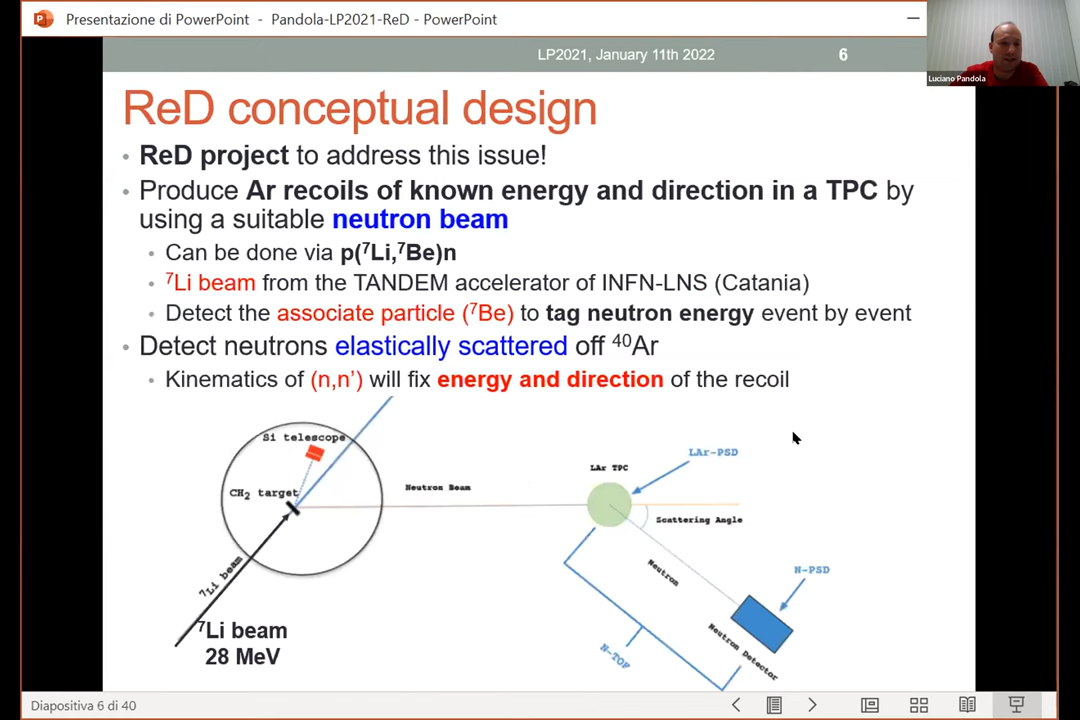 Presentazione di PowerPoint - Pandola-LP2021-ReD - PowerPoint
Luciano Pandola
LP2021, January 11th 2022 6
ReD conceptual design
• ReD project to address this issue!
• Produce Ar recoils of known energy and direction in a TPC by
using a suitable neutron beam
• Can be done via p(⁷Li,⁷Be)n
• ⁷Li beam from the TANDEM accelerator of INFN-LNS (Catania)
• Detect the associate particle (⁷Be) to tag neutron energy event by event
• Detect neutrons elastically scattered off ⁴⁰Ar
• Kinematics of (n,n’) will fix energy and direction of the recoil
Si telescope
CH₂ target
Neutron Beam
⁷Li beam
⁷Li beam
28 MeV
LAr TPC
LAr-PSD
Scattering Angle
Neutron
N-PSD
Neutron Detector
N-TOF
Diapositiva 6 di 40